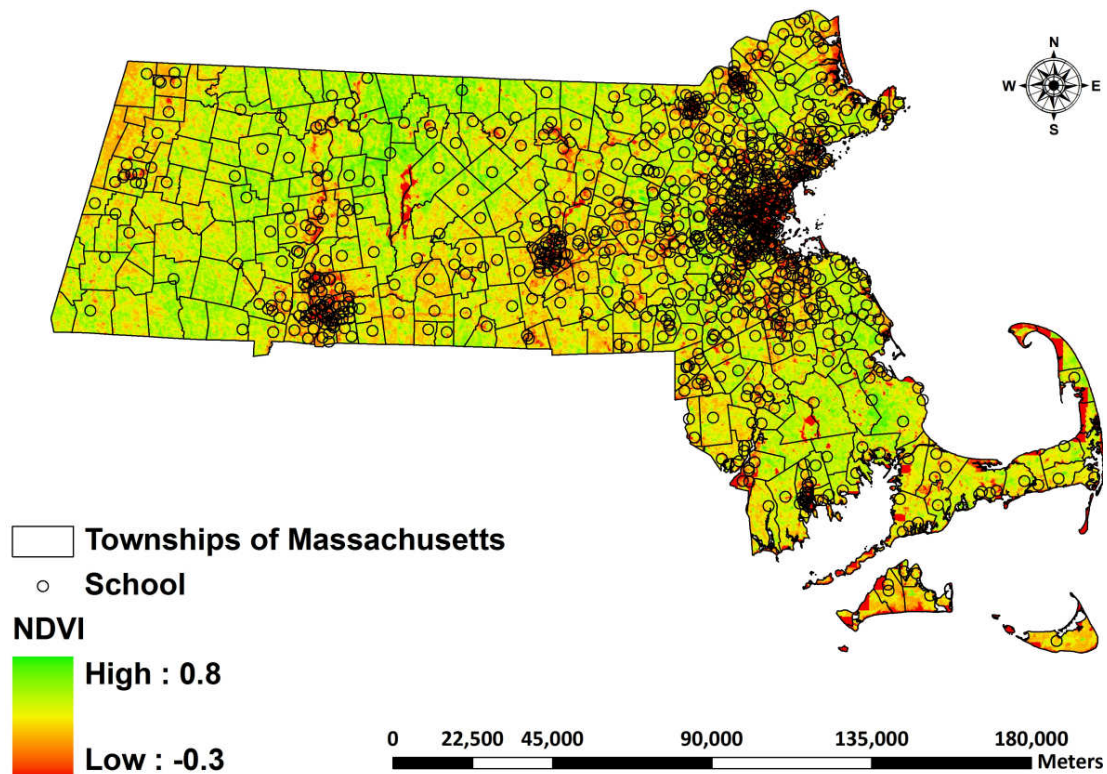 N
W E
S
Townships of Massachusetts
School
NDVI
High : 0.8
Low : -0.3
0 22,500 45,000 90,000 135,000 180,000
Meters